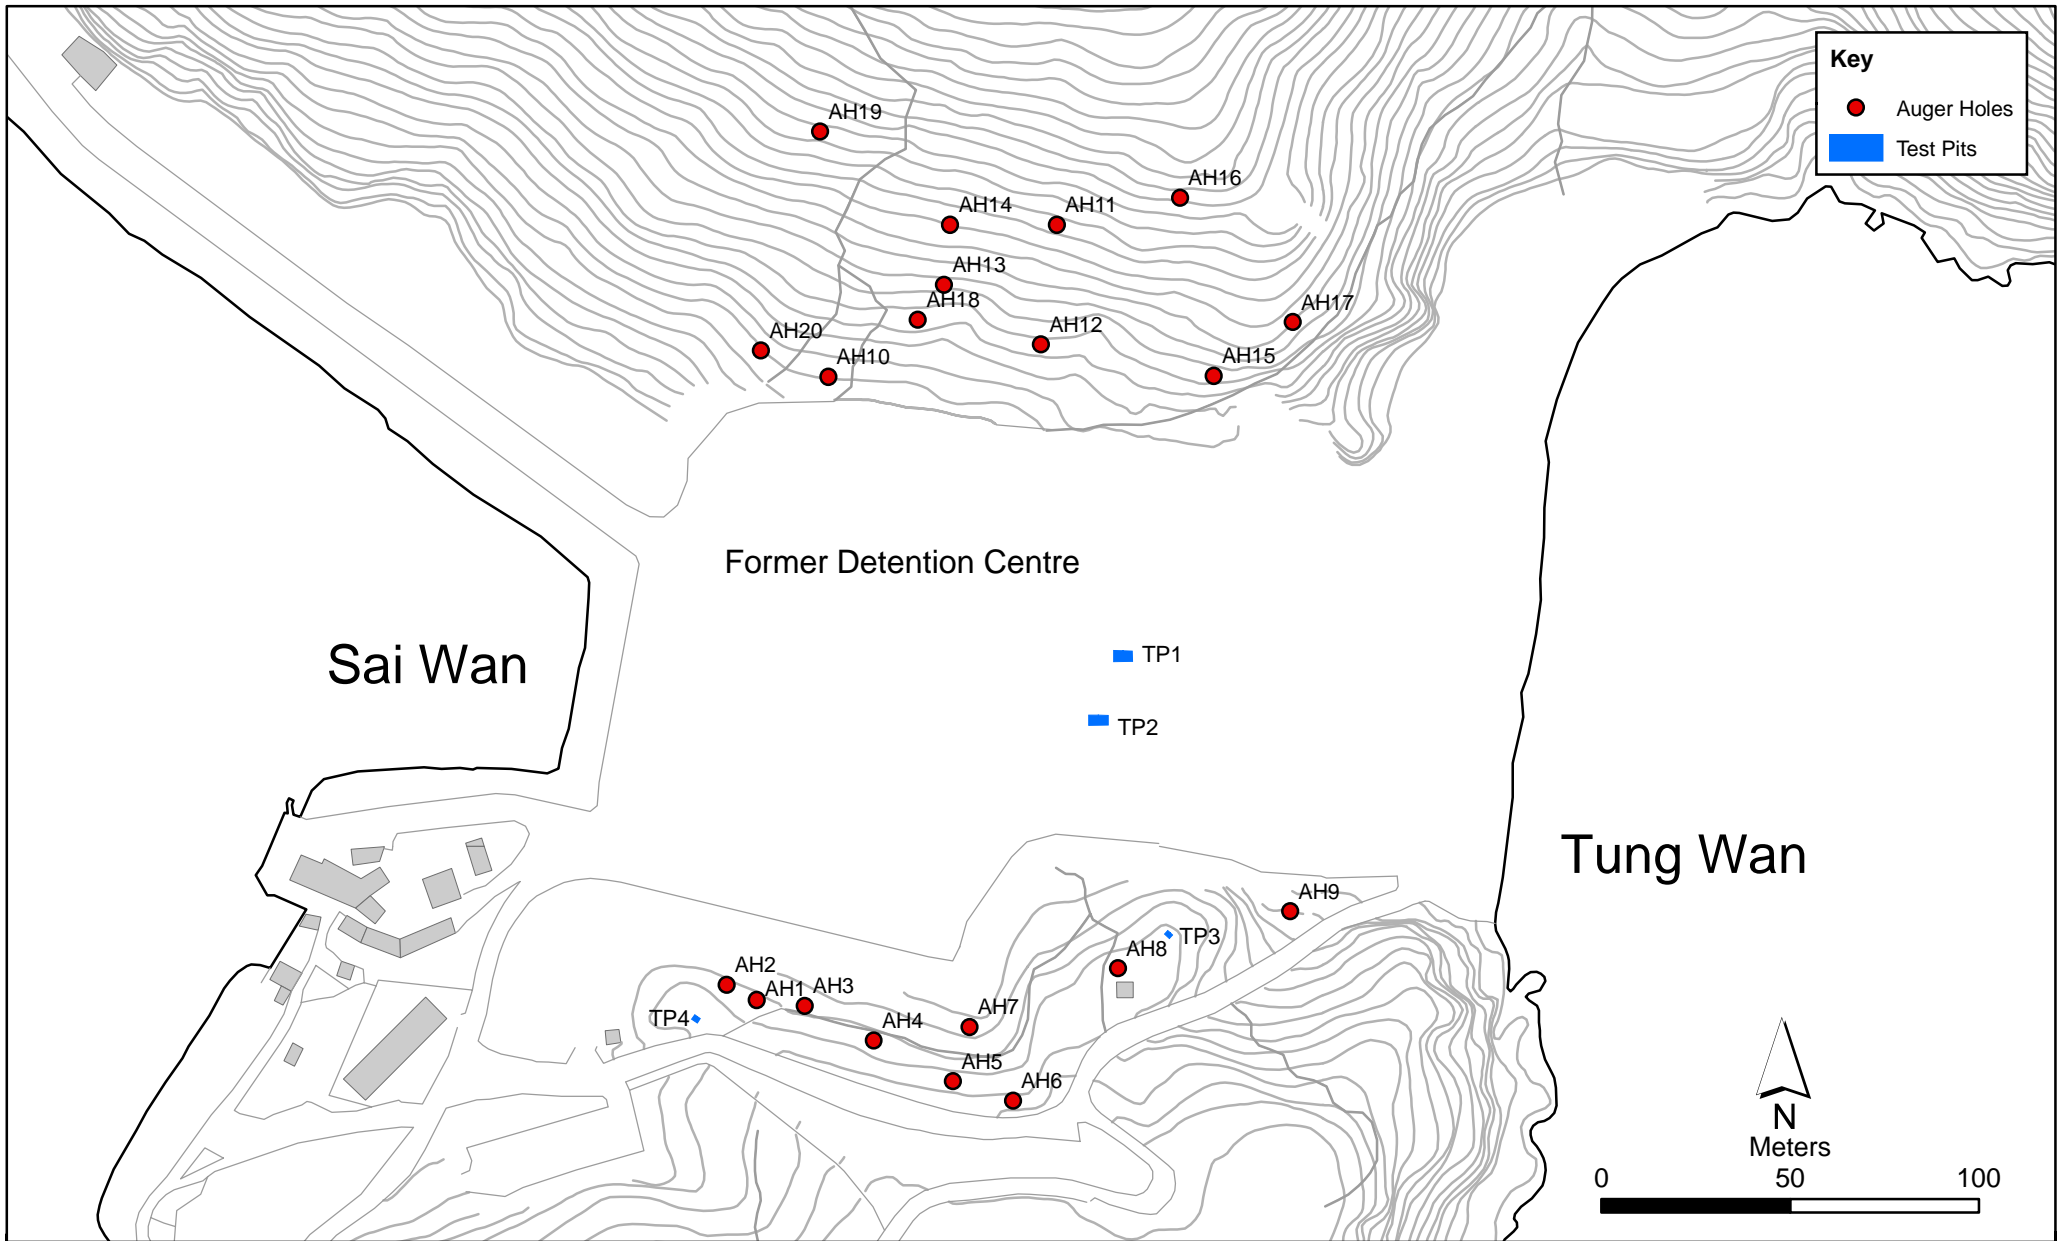 Key
Auger Holes
Test Pits
AH19
AH16
AH14
AH11
AH13
AH18
AH17
AH20
AH12
AH10
AH15
Former Detention Centre
Sai Wan
TP1
TP2
Tung Wan
AH9
TP3
AH8
AH2
AH1
AH3
TP4
AH4
AH7
AH5
AH6
N
Meters
0 50 100